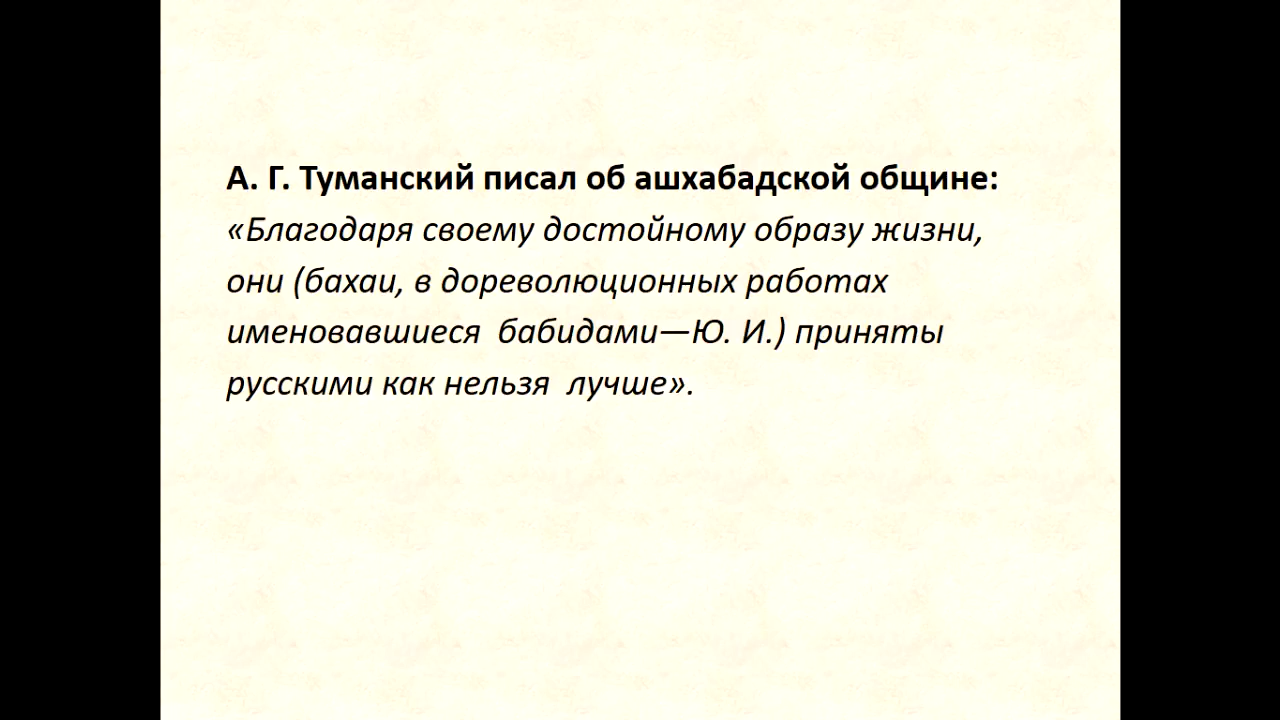 А. Г. Туманский писал об ашхабадской общине:
«Благодаря своему достойному образу жизни,
они (бахаи, в дореволюционных работах
именовавшиеся  бабидами—Ю. И.) приняты
русскими как нельзя  лучше».